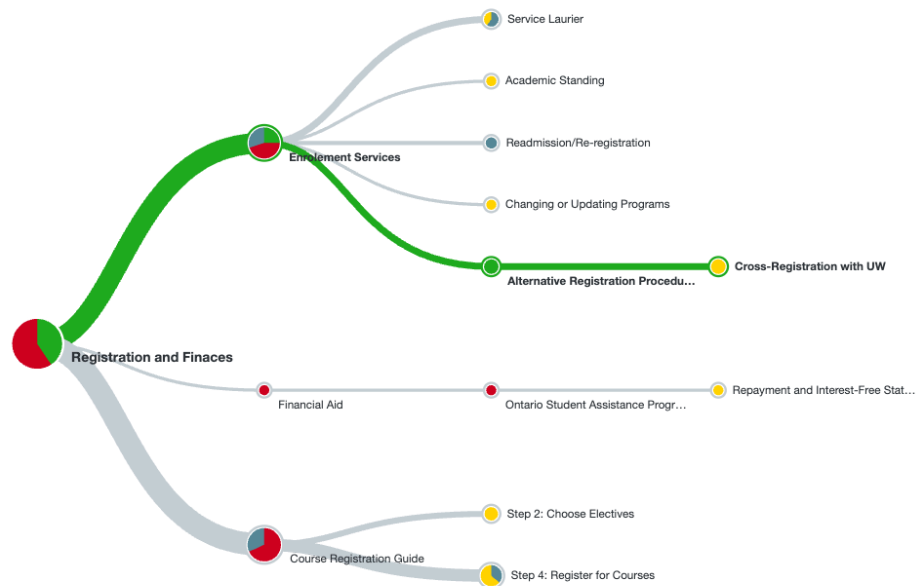 Service Laurier
Academic Standing
Readmission/Re-registration
Enrolement Services
Changing or Updating Programs
Cross-Registration with UW
Alternative Registration Procedu...
Registration and Finaces
Financial Aid
Ontario Student Assistance Progr...
Repayment and Interest-Free Stat...
Step 2: Choose Electives
Course Registration Guide
Step 4: Register for Courses